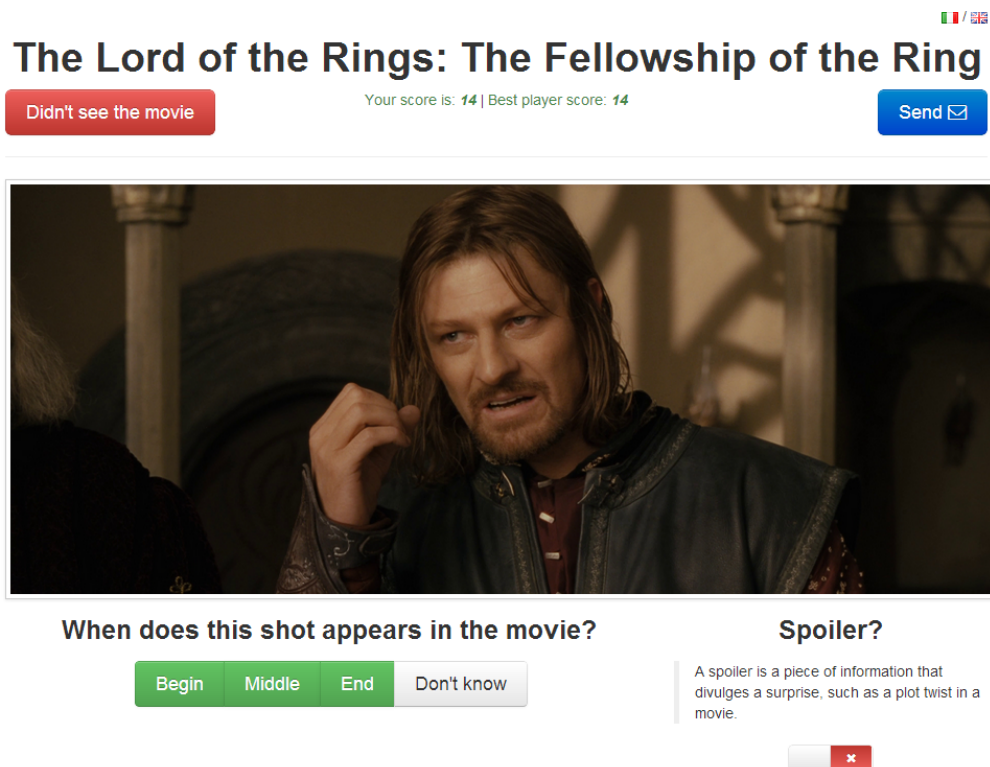 /
The Lord of the Rings: The Fellowship of the Ring
Didn't see the movie
Your score is: 14 | Best player score: 14
Send
When does this shot appears in the movie?
Begin Middle End Don't know
Spoiler?
A spoiler is a piece of information that
divulges a surprise, such as a plot twist in a
movie.